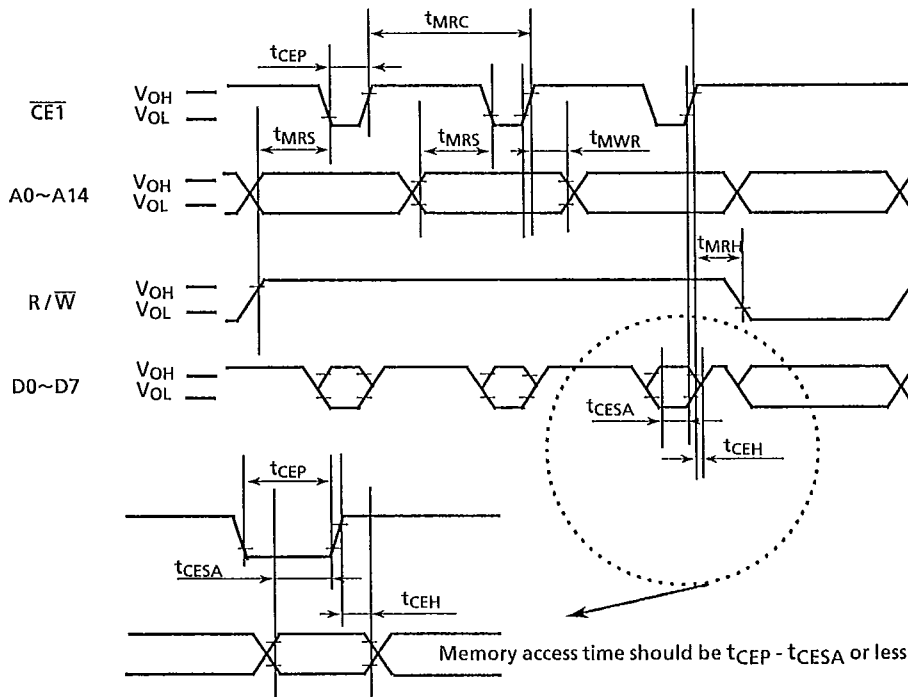 tMRC
tCEP
CE1
VOH
VOL
tMRS
tMRS
tMWR
A0~A14
VOH
VOL
tMRH
R/W
VOH
VOL
D0~D7
VOH
VOL
tCESA
tCEH
tCEP
tCESA
tCEH
Memory access time should be tCEP - tCESA or less